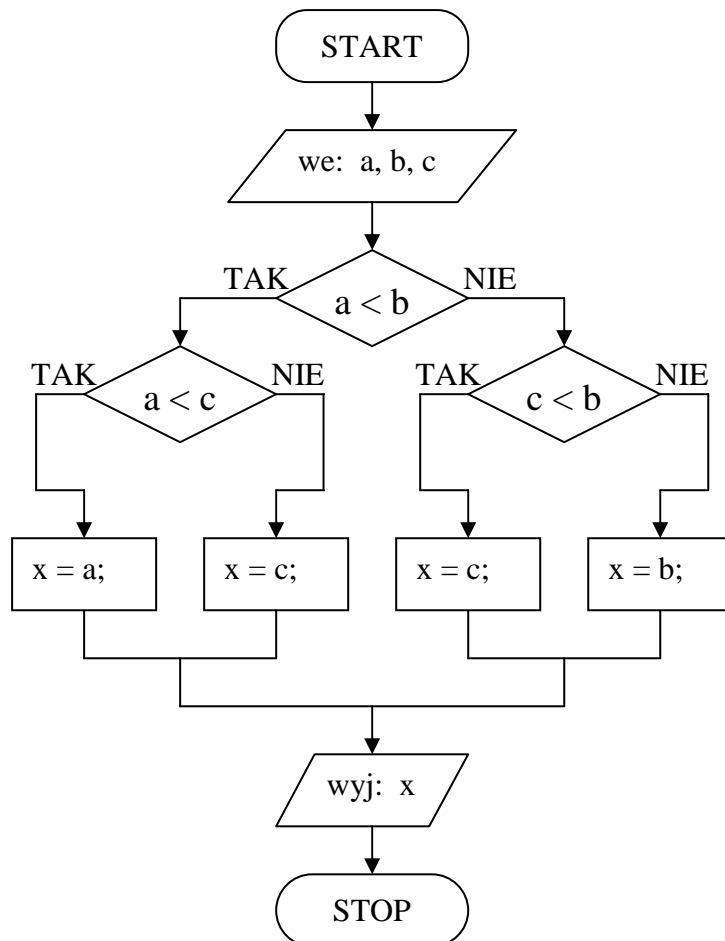 START
we: a, b, c
TAK
NIE
a < b
TAK
NIE
TAK
NIE
a < c
c < b
x = a;
x = c;
x = c;
x = b;
wyj: x
STOP